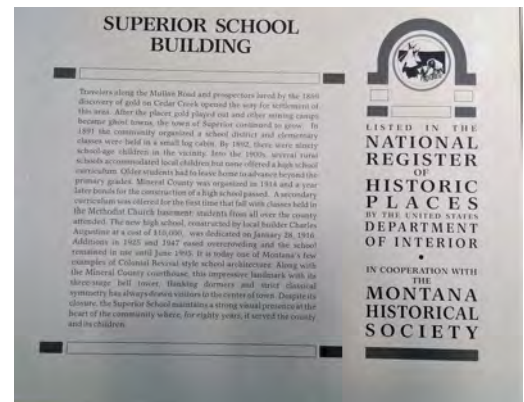 SUPERIOR SCHOOL
BUILDING
Travelers along the Mullan Road and prospectors lured by the
discovery of gold on Cedar Creek opened the way for settlement of
this area. After the placer gold played out and other mining camps
became ghost towns, the town of Superior continued to grow. In
1891 the community organized a school district and elementary
classes were held in a small log cabin. By 1892, there were ninety
school-age children in the vicinity. Into the 1900s, several rural
schools accommodated local children but none offered a high school
curriculum. Older students had to leave home to advance beyond the
primary grades. Mineral County was organized in 1914 and a year
later bonds for the construction of a high school passed. A secondary
curriculum was offered for the first time that fall with classes held in
the Methodist Church basement; students from all over the county
attended. The new high school, constructed by local builder Charles
Augustine at a cost of was dedicated on January 28, 1916.
Additions in 1925 and 1947 eased overcrowding and the school
remained in use until June 1995. It is today one of Montana's few
examples of Colonial Revival style school architecture. Along with
the Mineral County courthouse, this impressive landmark with its
three-stage bell tower, flanking dormers and strict classical
symmetry has always drawn visitors to the center of town. Despite its
closure, the Superior School maintains a strong visual presence at the
heart of the community where, for eighty years, it served the county
and its children.
LISTED IN THE
NATIONAL
REGISTER
OF
HISTORIC
PLACES
BY THE UNITED STATES
DEPARTMENT
OF INTERIOR
•
IN COOPERATION WITH
THE
MONTANA
HISTORICAL
SOCIETY